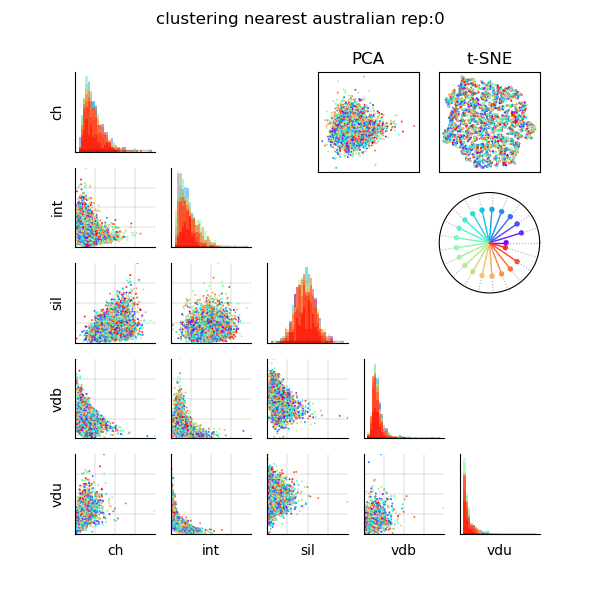 clustering nearest australian rep:0
PCA
t-SNE
ch
int
sil
vdb
vdu
ch
int
sil
vdb
vdu